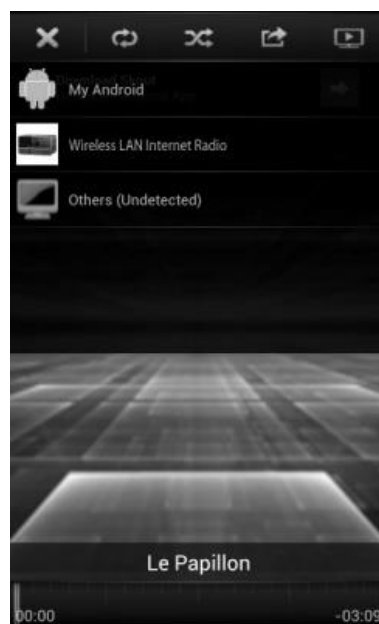 My Android
Wireless LAN Internet Radio
Others (Undetected)
Le Papillon
00:00
-03:09